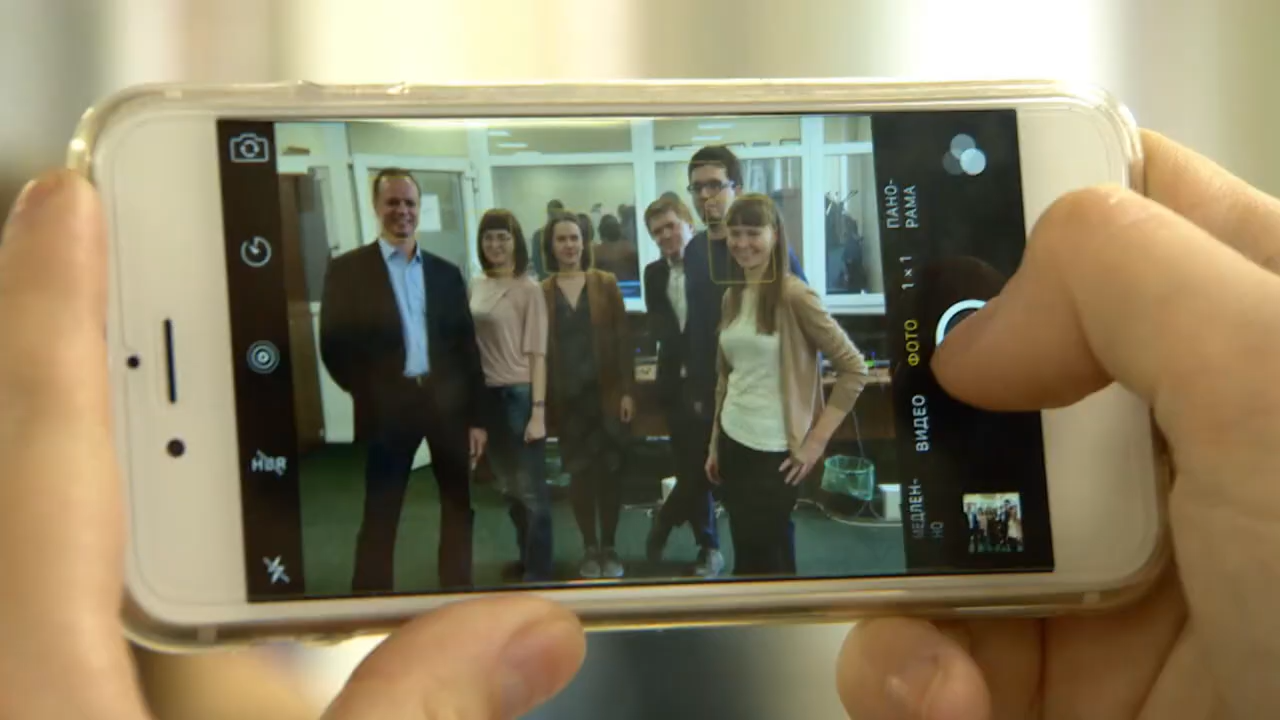 HDR
ПАНО-
РАМА
1 × 1
ФОТО
ВИДЕО
МЕДЛЕН-
НО